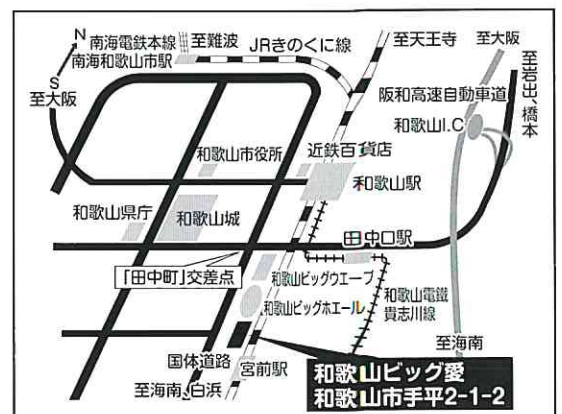 N
S
南海電鉄本線
南海和歌山市駅
至難波
JRきのくに線
至天王寺
至大阪
至岩出、橋本
至大阪
阪和高速自動車道
和歌山I.C
和歌山市役所
近鉄百貨店
和歌山駅
和歌山県庁
和歌山城
田中口駅
「田中町」交差点
和歌山ビッグウエーブ
和歌山ビッグホエール
和歌山電鐵
貴志川線
国体道路
宮前駅
至海南、白浜
至海南
和歌山ビッグ愛
和歌山市手平2-1-2